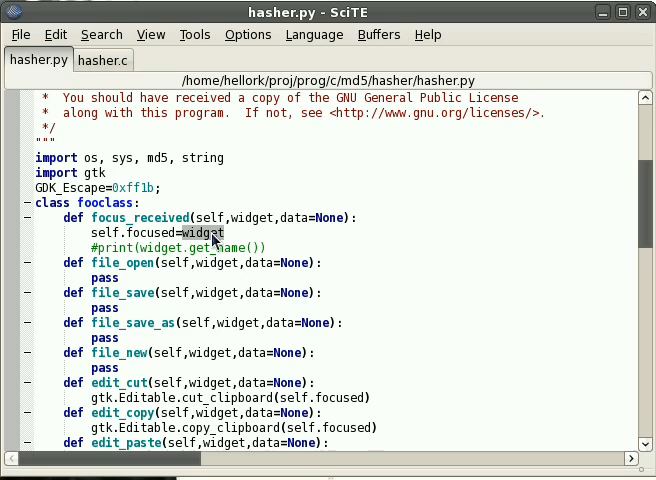 hasher.py - SciTE
File Edit Search View Tools Options Language Buffers Help
hasher.py hasher.c
/home/hellork/proj/prog/c/md5/hasher/hasher.py
 *  You should have received a copy of the GNU General Public License
 *  along with this program.  If not, see <http://www.gnu.org/licenses/>.
 */
"""
import os, sys, md5, string
import gtk
GDK_Escape=0xff1b;
class fooclass:
    def focus_received(self,widget,data=None):
        self.focused=widget
        #print(widget.get_name())
    def file_open(self,widget,data=None):
        pass
    def file_save(self,widget,data=None):
        pass
    def file_save_as(self,widget,data=None):
        pass
    def file_new(self,widget,data=None):
        pass
    def edit_cut(self,widget,data=None):
        gtk.Editable.cut_clipboard(self.focused)
    def edit_copy(self,widget,data=None):
        gtk.Editable.copy_clipboard(self.focused)
    def edit_paste(self,widget,data=None):